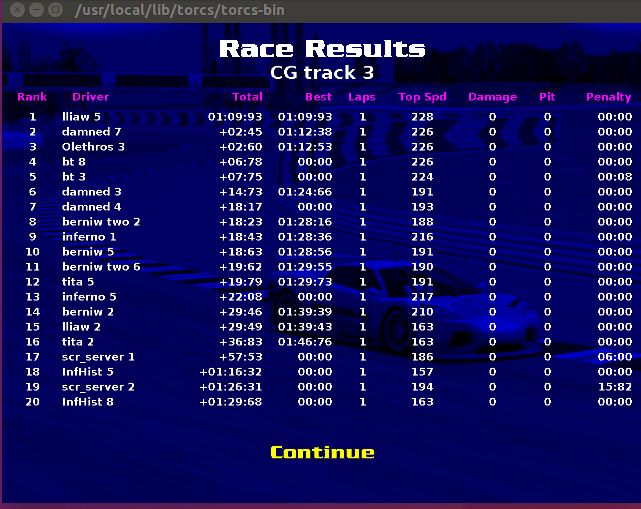 /usr/local/lib/torcs/torcs-bin
Race Results
CG track 3
Rank Driver Total Best Laps Top Spd Damage Pit Penalty
1 lliaw 5 01:09:93 01:09:93 1 228 0 0 00:00
2 damned 7 +02:45 01:12:38 1 226 0 0 00:00
3 Olethros 3 +02:60 01:12:53 1 226 0 0 00:00
4 bt 8 +06:78 00:00 1 226 0 0 00:00
5 bt 3 +07:75 00:00 1 224 0 0 00:08
6 damned 3 +14:73 01:24:66 1 191 0 0 00:00
7 damned 4 +18:17 00:00 1 193 0 0 00:00
8 berniw two 2 +18:23 01:28:16 1 188 0 0 00:00
9 inferno 1 +18:43 01:28:36 1 216 0 0 00:00
10 berniw 5 +18:63 01:28:56 1 191 0 0 00:00
11 berniw two 6 +19:62 01:29:55 1 190 0 0 00:00
12 tita 5 +19:79 01:29:73 1 191 0 0 00:00
13 inferno 5 +22:08 00:00 1 217 0 0 00:00
14 berniw 2 +29:46 01:39:39 1 210 0 0 00:00
15 lliaw 2 +29:49 01:39:43 1 163 0 0 00:00
16 tita 2 +36:83 01:46:76 1 163 0 0 00:00
17 scr_server 1 +57:53 00:00 1 186 0 0 06:00
18 InfHist 5 +01:16:32 00:00 1 157 0 0 00:00
19 scr_server 2 +01:26:31 00:00 1 194 0 0 15:82
20 InfHist 8 +01:29:68 00:00 1 163 0 0 00:00
Continue